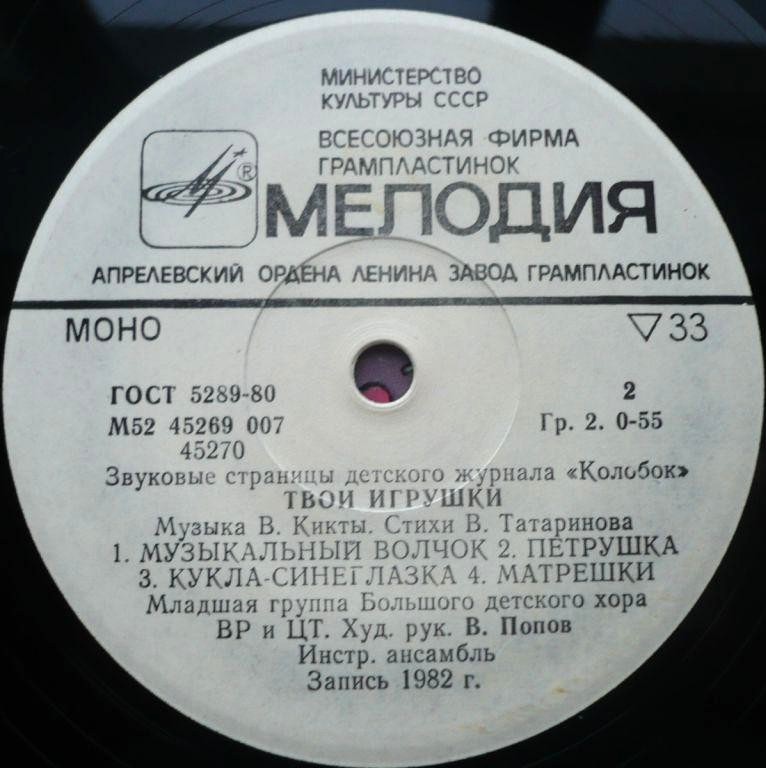 МИНИСТЕРСТВО
КУЛЬТУРЫ СССР
ВСЕСОЮЗНАЯ ФИРМА
ГРАМПЛАСТИНОК
®
МЕЛОДИЯ
АПРЕЛЕВСКИЙ ОРДЕНА ЛЕНИНА ЗАВОД ГРАМПЛАСТИНОК
МОНО ▽33
ГОСТ 5289-80 2
М52 45269 007 Гр. 2. 0-55
45270
Звуковые страницы детского журнала «Колобок»
ТВОИ ИГРУШКИ
Музыка В. Кикты. Стихи В. Татаринова
1. МУЗЫКАЛЬНЫЙ ВОЛЧОК 2. ПЕТРУШКА
3. КУКЛА-СИНЕГЛАЗКА 4. МАТРЕШКИ
Младшая группа Большого детского хора
ВР и ЦТ. Худ. рук. В. Попов
Инстр. ансамбль
Запись 1982 г.